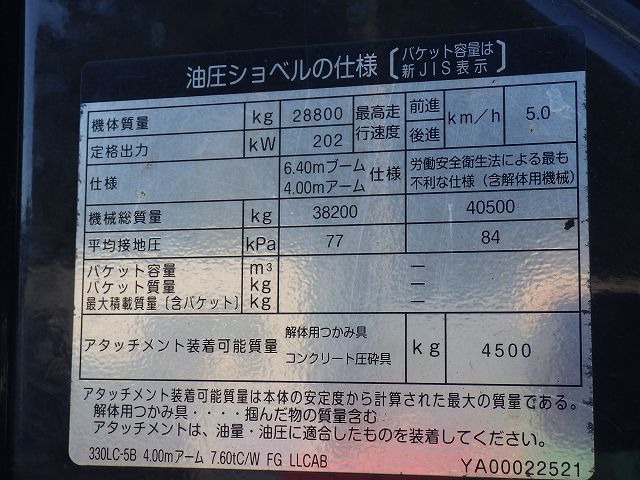 油圧ショベルの仕様〔バケット容量は新JIS表示〕
機体質量 kg 28800 最高走行速度 前進 後進 km/h 5.0
定格出力 kW 202
仕様 6.40mブーム 4.00mアーム 仕様 労働安全衛生法による最も不利な仕様（含解体用機械）
機械総質量 kg 38200 40500
平均接地圧 kPa 77 84
バケット容量 m³ －
バケット質量 kg －
最大積載質量〔含バケット〕 kg －
アタッチメント装着可能質量 解体用つかみ具 コンクリート圧砕具 kg 4500
アタッチメント装着可能質量は本体の安定度から計算された最大の質量である。
解体用つかみ具・・・・掴んだ物の質量含む
アタッチメントは、油量・油圧に適合したものを装着してください。
330LC-5B 4.00mアーム 7.60tC/W FG LLCAB YA00022521